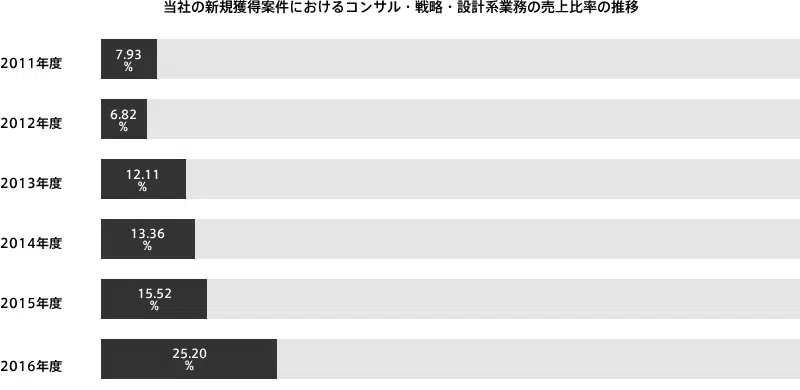 当社の新規獲得案件におけるコンサル・戦略・設計系業務の売上比率の推移
2011年度
7.93
%
2012年度
6.82
%
2013年度
12.11
%
2014年度
13.36
%
2015年度
15.52
%
2016年度
25.20
%